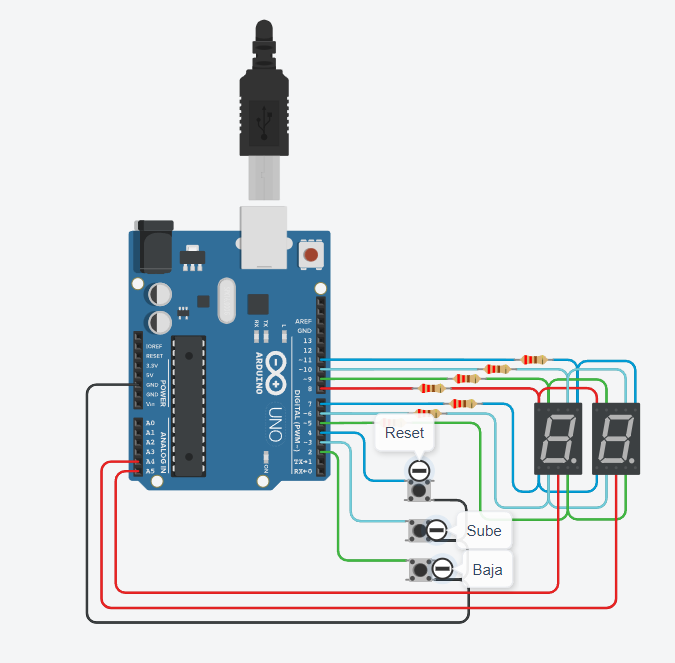 AREF
GND
13
12
~11
~10
~9
8
7
~6
~5
4
~3
2
TX→1
RX←0
DIGITAL (PWM~)
RX
TX
L
ARDUINO
UNO
ON
IOREF
RESET
3.3V
5V
GND
GND
Vin
POWER
A0
A1
A2
A3
A4
A5
ANALOG IN
Reset
Sube
Baja